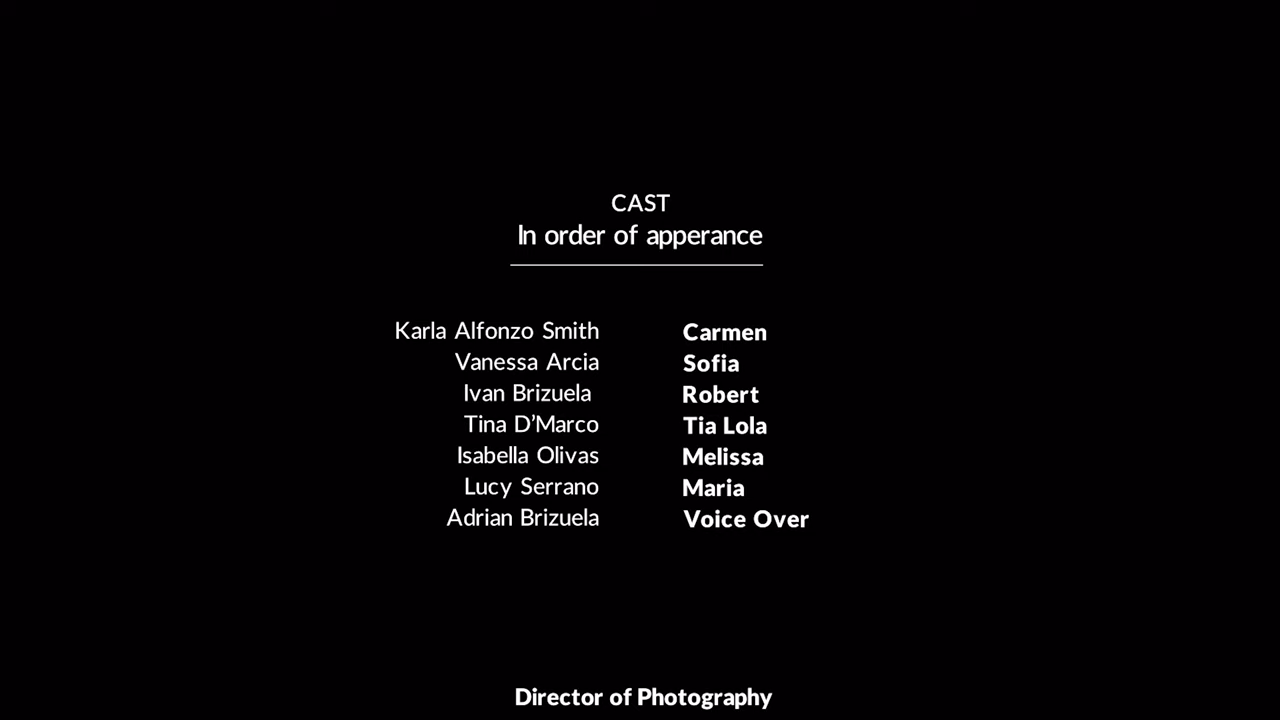 CAST
In order of apperance
Karla Alfonzo Smith Carmen
Vanessa Arcia Sofia
Ivan Brizuela Robert
Tina D’Marco Tia Lola
Isabella Olivas Melissa
Lucy Serrano Maria
Adrian Brizuela Voice Over
Director of Photography